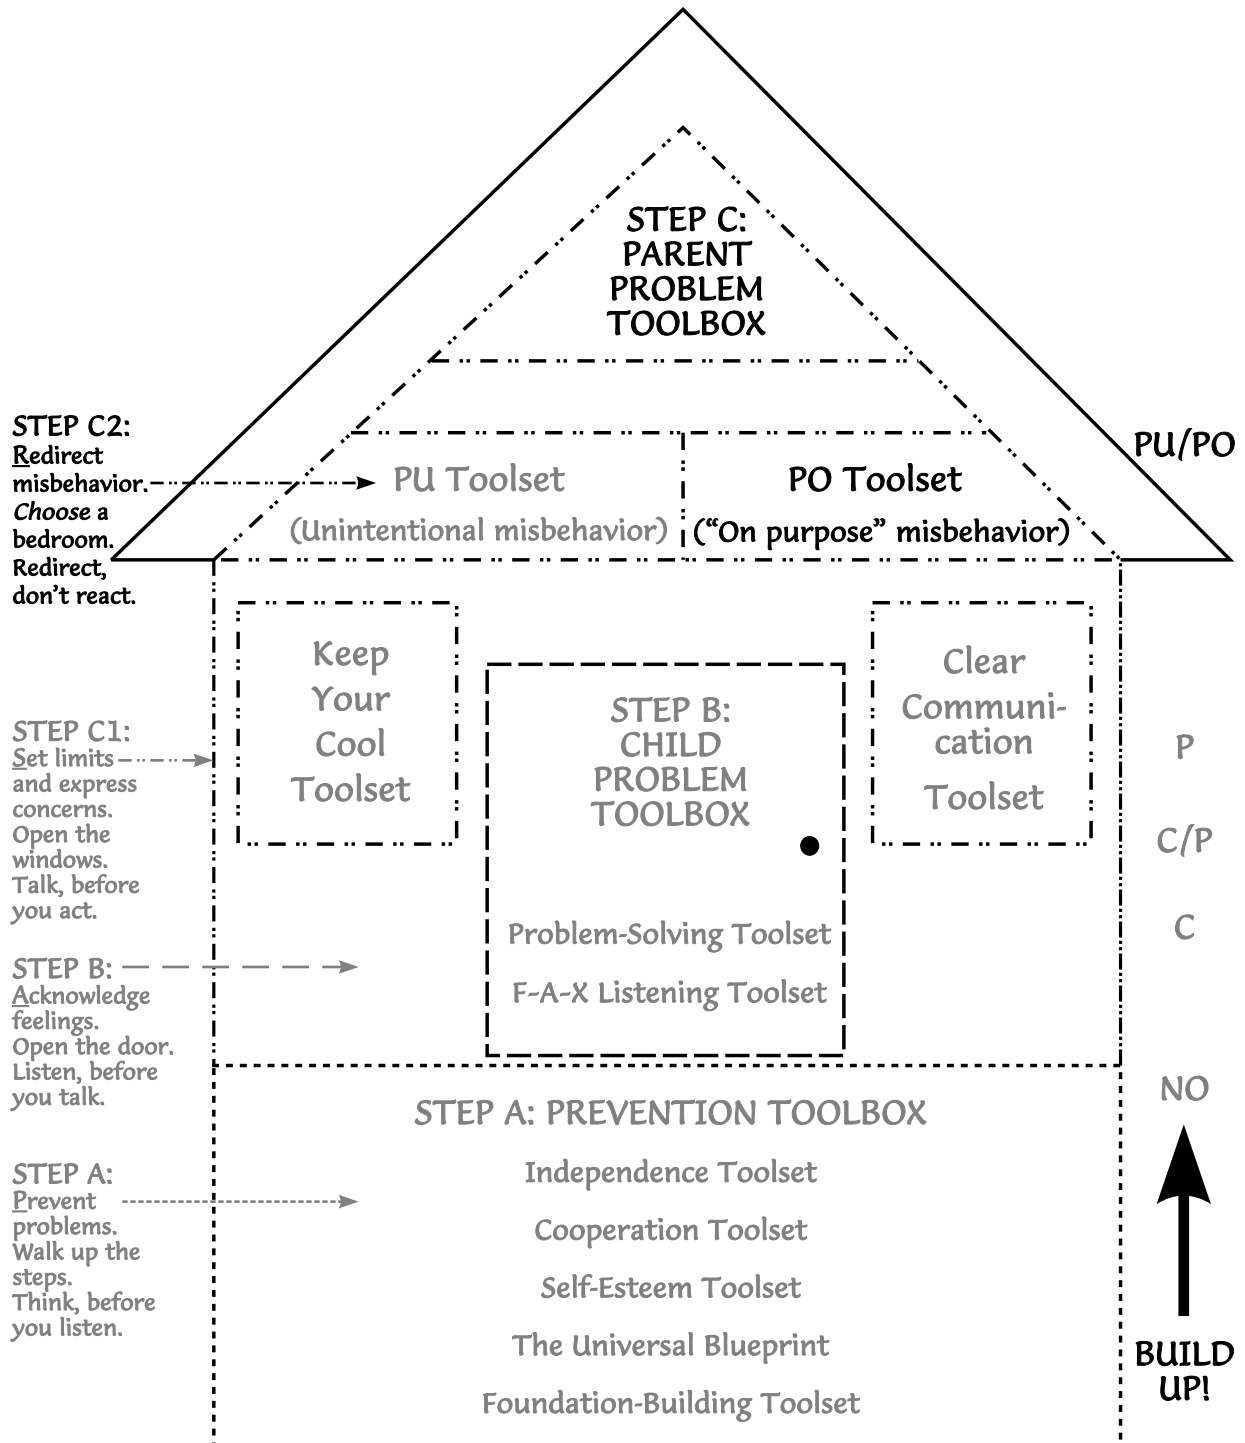 STEP C:
PARENT
PROBLEM
TOOLBOX
STEP C2:
Redirect
misbehavior.
Choose a
bedroom.
Redirect,
don't react.
PU Toolset
(Unintentional misbehavior)
PO Toolset
(“On purpose” misbehavior)
PU/PO
Keep
Your
Cool
Toolset
STEP B:
CHILD
PROBLEM
TOOLBOX
Problem-Solving Toolset
F-A-X Listening Toolset
Clear
Communi-
cation
Toolset
STEP C1:
Set limits
and express
concerns.
Open the
windows.
Talk, before
you act.
P
C/P
C
STEP B:
Acknowledge
feelings.
Open the door.
Listen, before
you talk.
NO
STEP A: PREVENTION TOOLBOX
Independence Toolset
Cooperation Toolset
Self-Esteem Toolset
The Universal Blueprint
Foundation-Building Toolset
STEP A:
Prevent
problems.
Walk up the
steps.
Think, before
you listen.
BUILD
UP!